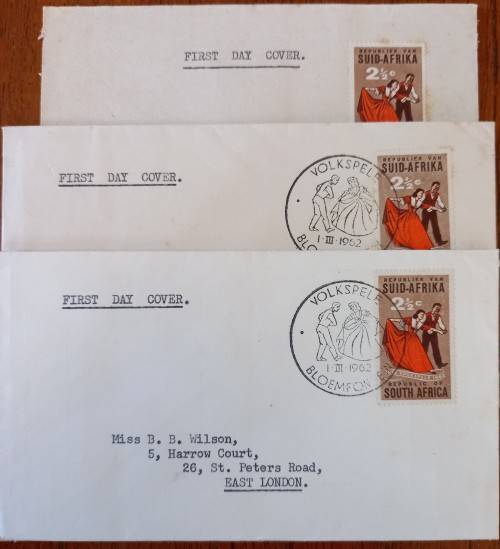 FIRST DAY COVER.
REPUBLIEK VAN
SUID-AFRIKA
2½c
FIRST DAY COVER.
VOLKSPELE
1·III·1962
REPUBLIEK VAN
SUID-AFRIKA
2½c
FIRST DAY COVER.
VOLKSPELE
1·III·1962
BLOEMFONTEIN
REPUBLIEK VAN
SUID-AFRIKA
2½c
REPUBLIC OF
SOUTH AFRICA
Miss B. B. Wilson,
5, Harrow Court,
26, St. Peters Road,
EAST LONDON.